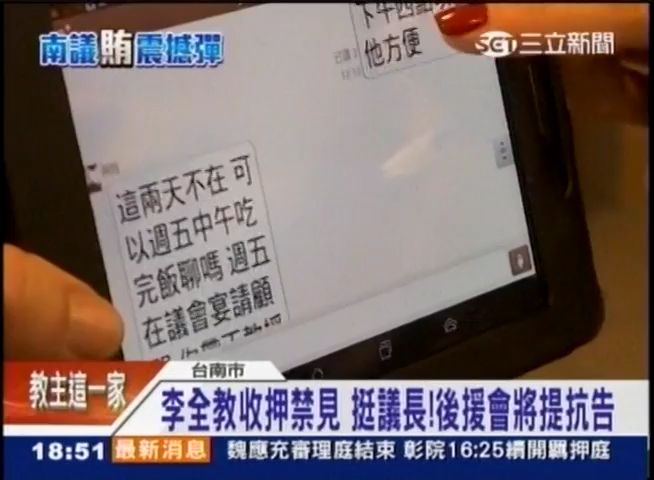 南議賄震撼彈
SET三立新聞
下午四點
他方便
這兩天不在 可
以週五中午吃
完飯聊嗎 週五
在議會宴請顧
教主這一家
台南市
李全教收押禁見 挺議長!後援會將提抗告
18:51
最新消息
魏應充審理庭結束 彰院16:25續開羈押庭